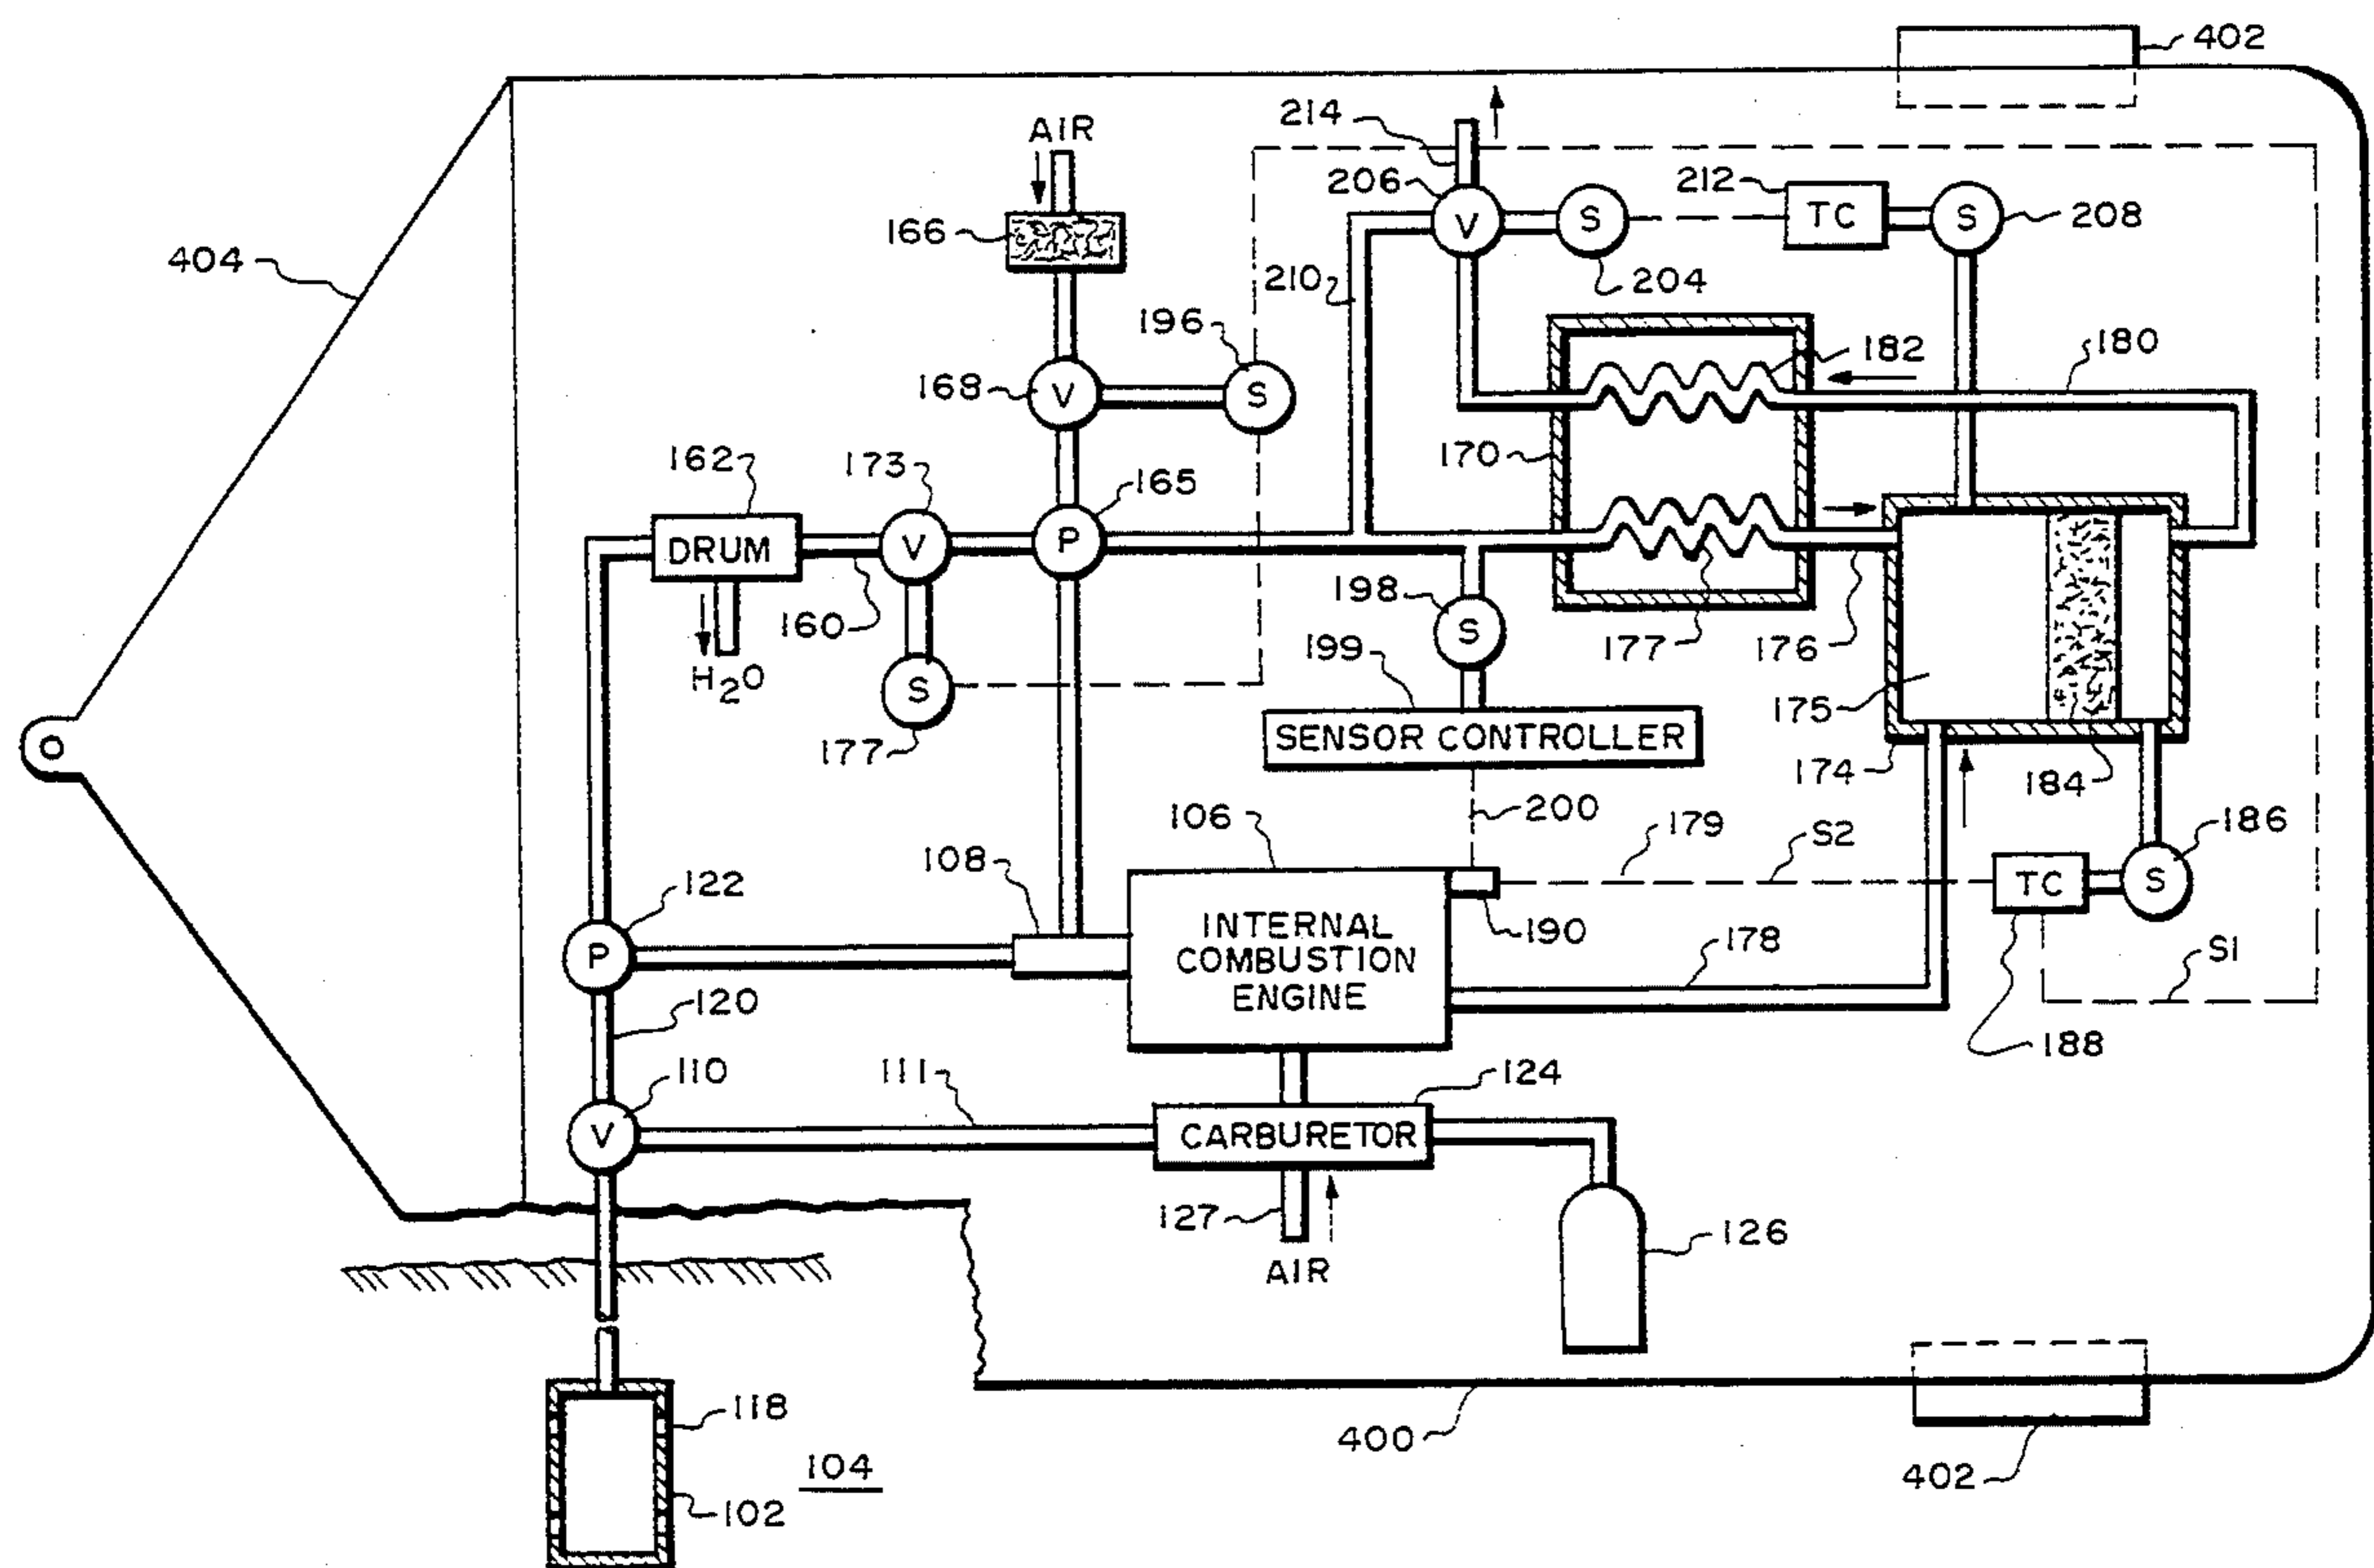 402
AIR
214
206
V
S
212
TC
S
208
404
166
210
204
196
182
180
168
V
S
170
162
173
165
DRUM
V
P
198
160
H2O
S
177
S
199
177
176
175
SENSOR CONTROLLER
174
184
200
106
179
S2
186
108
122
TC
S
P
INTERNAL
COMBUSTION
ENGINE
190
178
S1
120
188
110
111
124
V
CARBURETOR
127
AIR
126
118
400
104
402
102